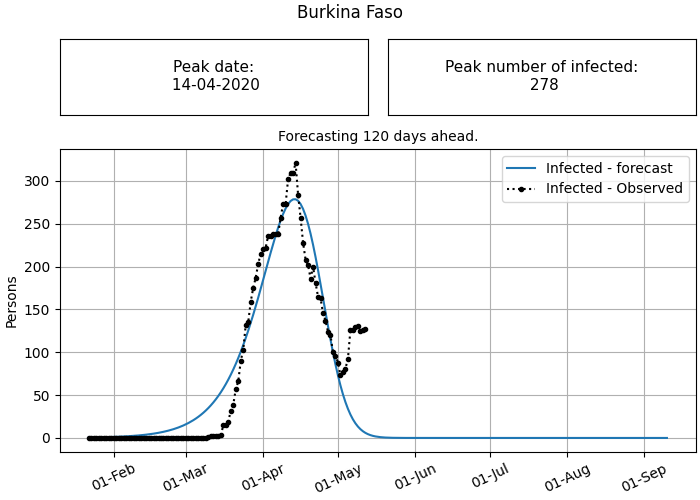 Burkina Faso
Peak date:
14-04-2020
Peak number of infected:
278
Forecasting 120 days ahead.
Infected - forecast
Infected - Observed
Persons
300
250
200
150
100
50
0
01-Feb
01-Mar
01-Apr
01-May
01-Jun
01-Jul
01-Aug
01-Sep